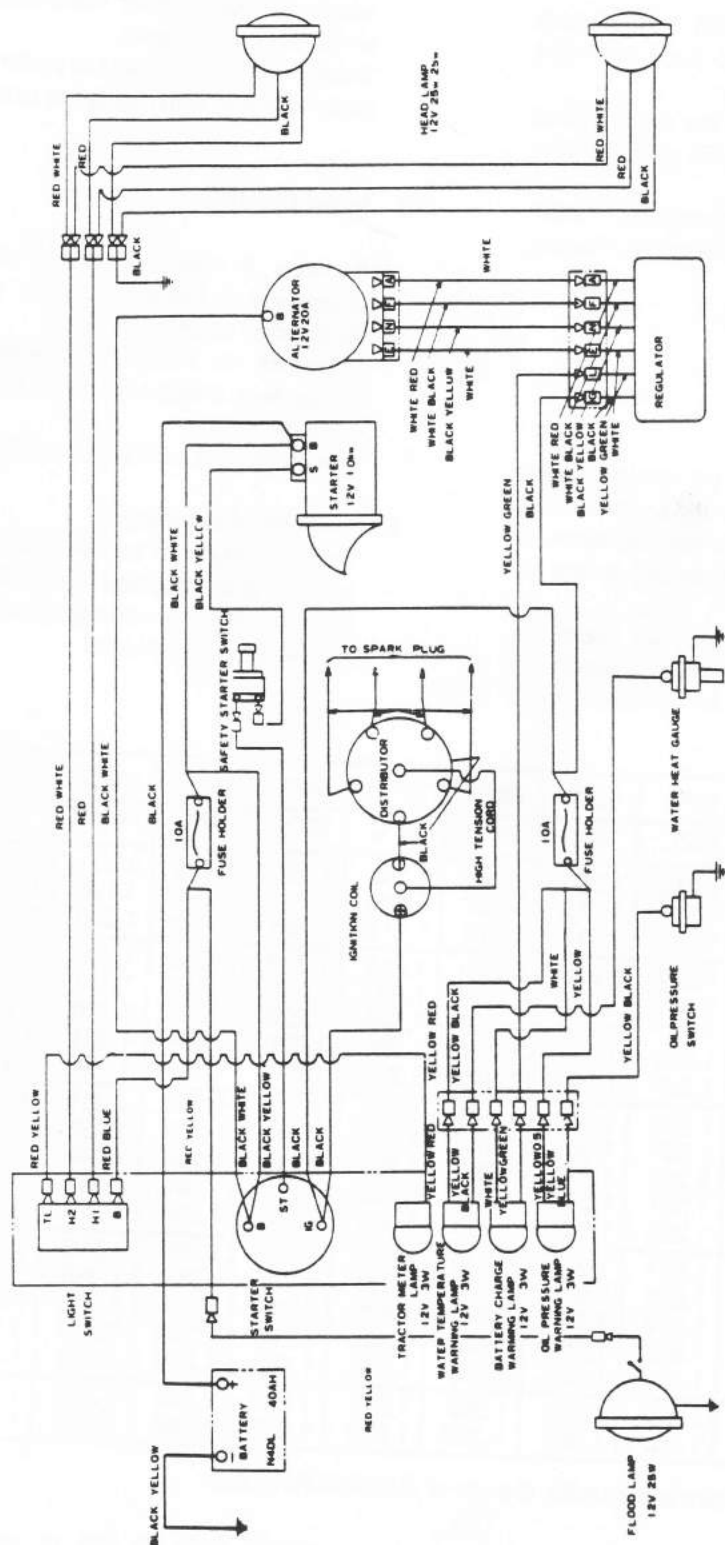 BLACK YELLOW
BATTERY
N4DL 40AH
LIGHT
SWITCH
TL
H2
H1
B
RED YELLOW
RED BLUE
RED WHITE
RED
BLACK WHITE
BLACK
10A
FUSE HOLDER
BLACK WHITE
BLACK YELLOW
SAFETY STARTER SWITCH
RED YELLOW
STARTER
SWITCH
B
ST
IG
BLACK WHITE
BLACK YELLOW
BLACK
BLACK
RED YELLOW
STARTER
12V 1.0kw
S
B
RED WHITE
RED
BLACK
BLACK
HEAD LAMP
12V 25W 25W
RED WHITE
RED
BLACK
ALTERNATOR
12V 20A
B
A
F
N
E
WHITE
WHITE RED
WHITE BLACK
BLACK YELLOW
WHITE
REGULATOR
A
F
N
E
L
WHITE RED
WHITE BLACK
BLACK YELLOW
BLACK
YELLOW GREEN
WHITE
YELLOW GREEN
BLACK
IGNITION COIL
DISTRIBUTOR
TO SPARK PLUG
BLACK
HIGH TENSION
CORD
10A
FUSE HOLDER
WHITE
YELLOW
TRACTOR METER
LAMP
12V 3W
WATER TEMPERATURE
WARNING LAMP
12V 3W
BATTERY CHARGE
WARMING LAMP
12V 3W
OIL PRESSURE
WARNING LAMP
12V 3W
YELLOW RED
YELLOW
BLACK
WHITE
YELLOWGREEN
YELLOW
BLUE
YELLOW RED
YELLOW BLACK
YELLOW BLACK
WATER HEAT GAUGE
OILPRESSURE
SWITCH
FLOOD LAMP
12V 25W